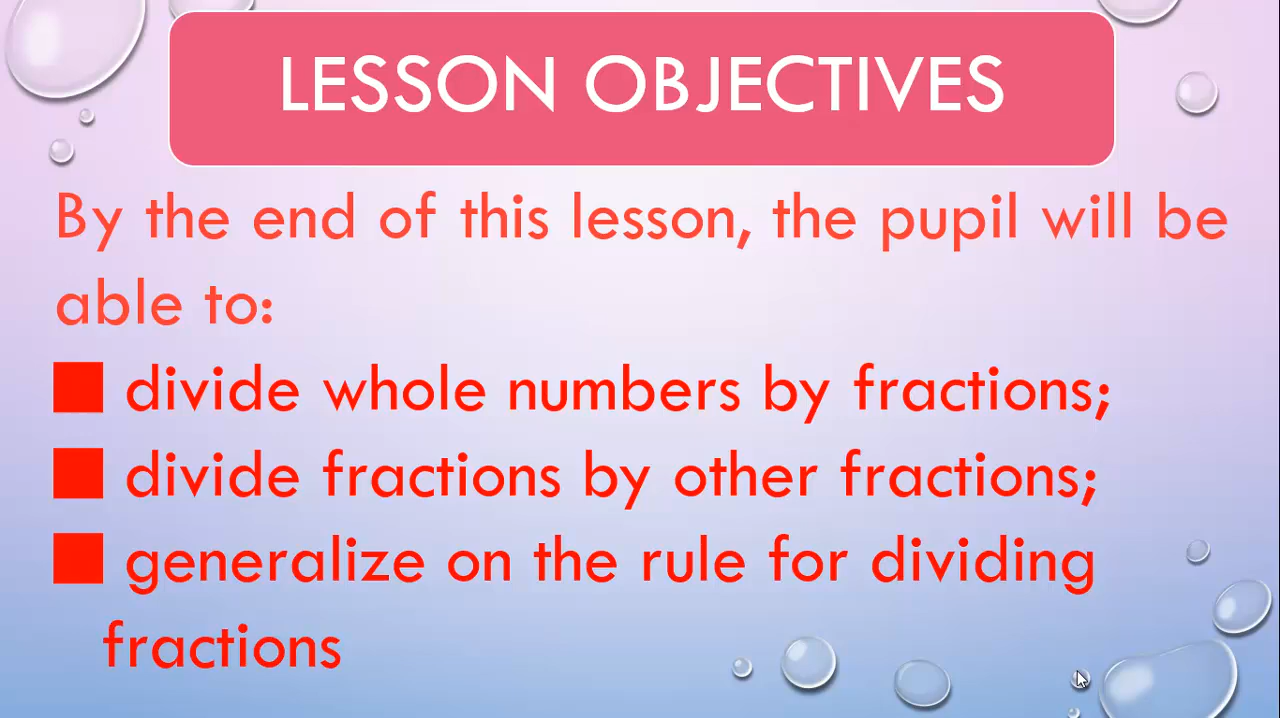 LESSON OBJECTIVES
By the end of this lesson, the pupil will be
able to:
divide whole numbers by fractions;
divide fractions by other fractions;
generalize on the rule for dividing
fractions